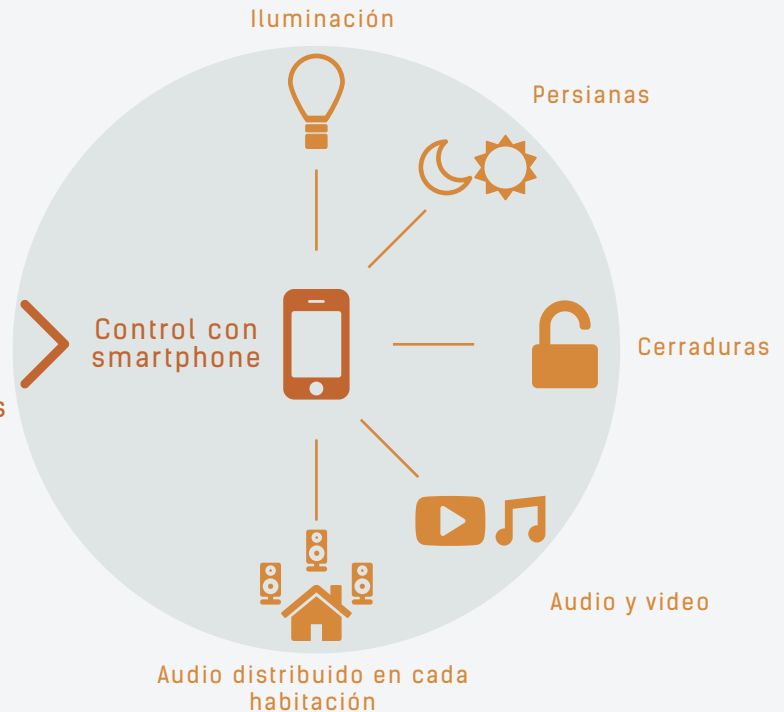 Iluminación
Persianas
Control con
smartphone
Cerraduras
Audio y video
Audio distribuido en cada
habitación